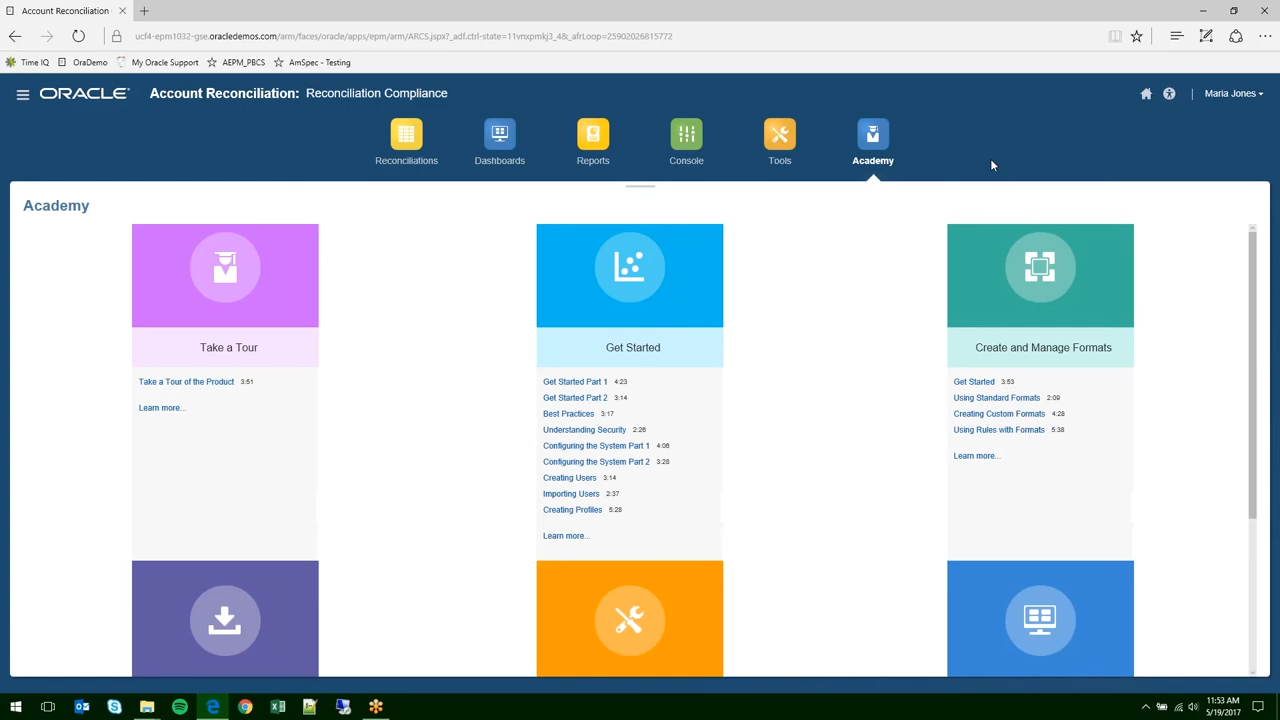 Account Reconciliation
ucf4-epm1032-gse.oracledemos.com/arm/faces/oracle/apps/epm/arm/ARCS.jspx?_adf.ctrl-state=11vnxpmkj3_4&_afrLoop=25902026815772
Time IQ OraDemo My Oracle Support AEPM_PBCS AmSpec - Testing
ORACLE Account Reconciliation: Reconciliation Compliance Maria Jones
Reconciliations Dashboards Reports Console Tools Academy
Academy
Take a Tour
Take a Tour of the Product 3:51
Learn more...
Get Started
Get Started Part 1 4:23
Get Started Part 2 3:14
Best Practices 3:17
Understanding Security 2:26
Configuring the System Part 1 4:06
Configuring the System Part 2 3:28
Creating Users 3:14
Importing Users 2:37
Creating Profiles 5:28
Learn more...
Create and Manage Formats
Get Started 3:53
Using Standard Formats 2:09
Creating Custom Formats 4:28
Using Rules with Formats 5:38
Learn more...
11:53 AM
5/19/2017